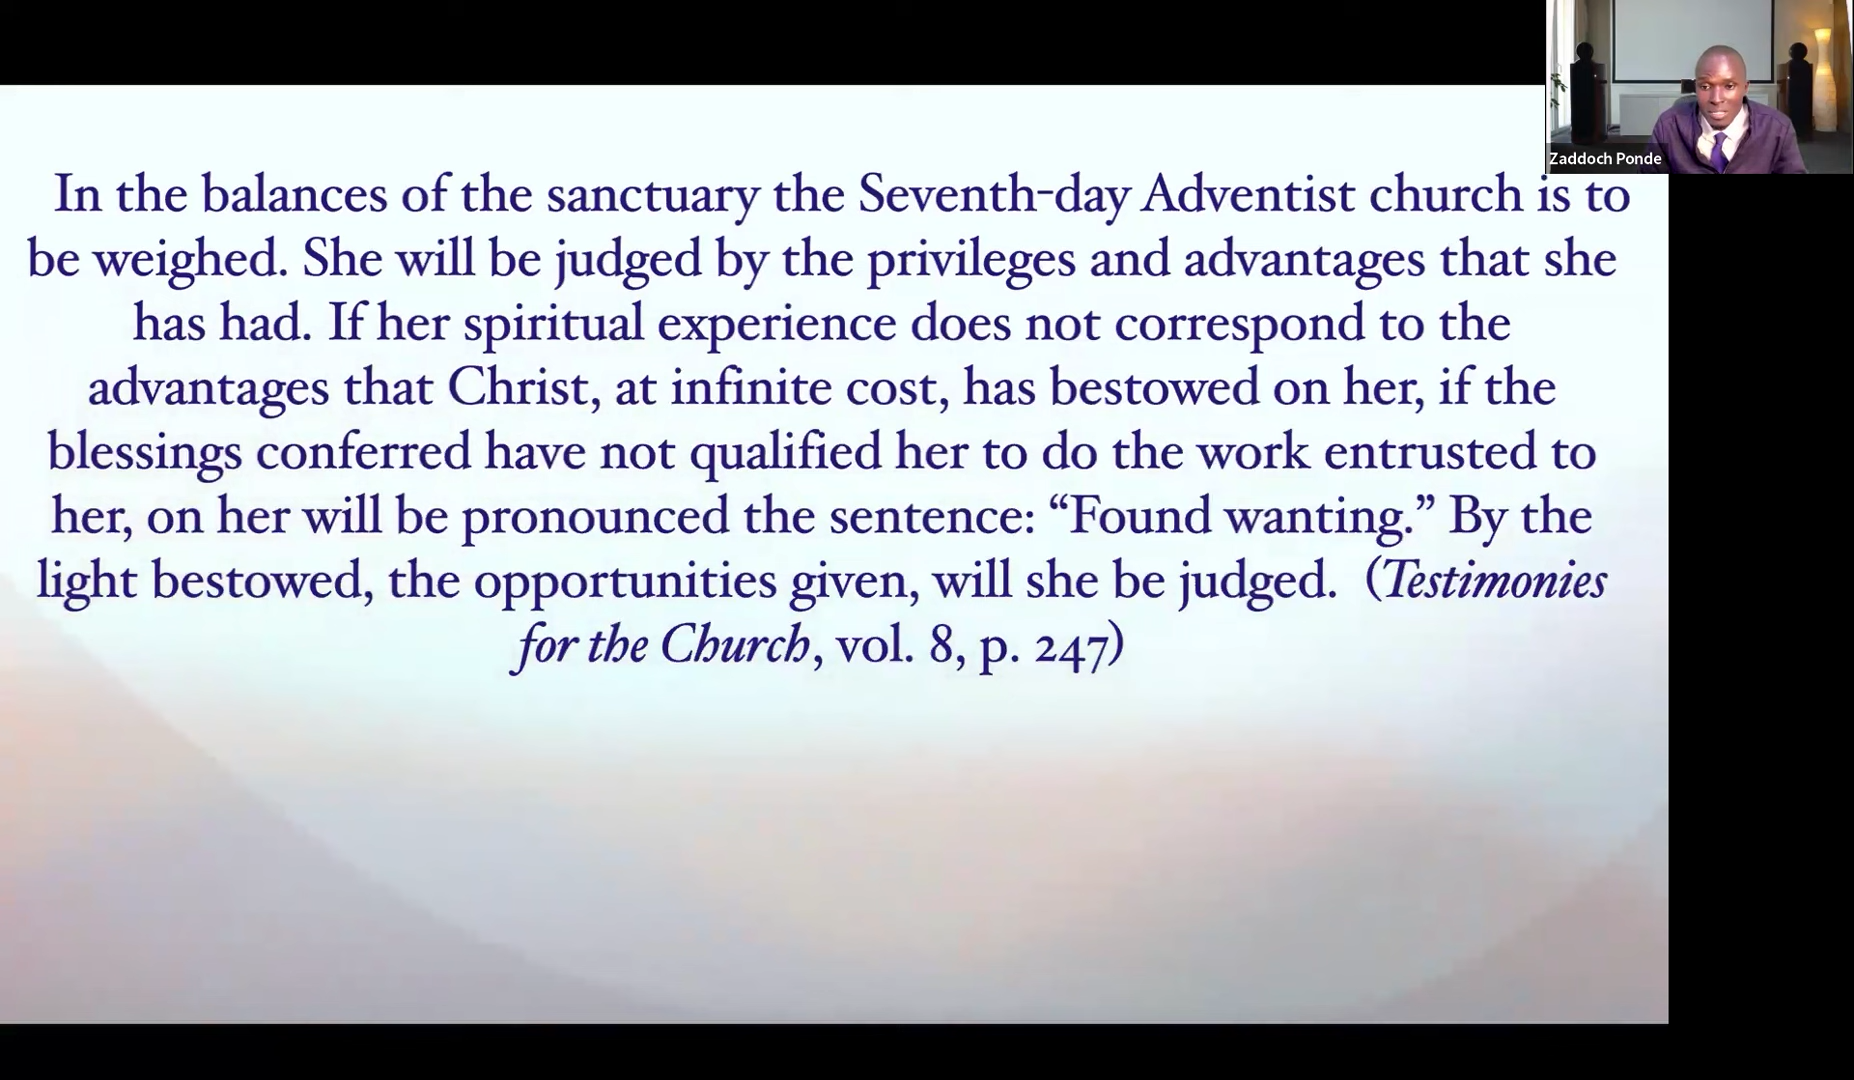 Zaddoch Ponde
In the balances of the sanctuary the Seventh-day Adventist church is to
be weighed. She will be judged by the privileges and advantages that she
has had. If her spiritual experience does not correspond to the
advantages that Christ, at infinite cost, has bestowed on her, if the
blessings conferred have not qualified her to do the work entrusted to
her, on her will be pronounced the sentence: “Found wanting.” By the
light bestowed, the opportunities given, will she be judged.  (Testimonies
for the Church, vol. 8, p. 247)